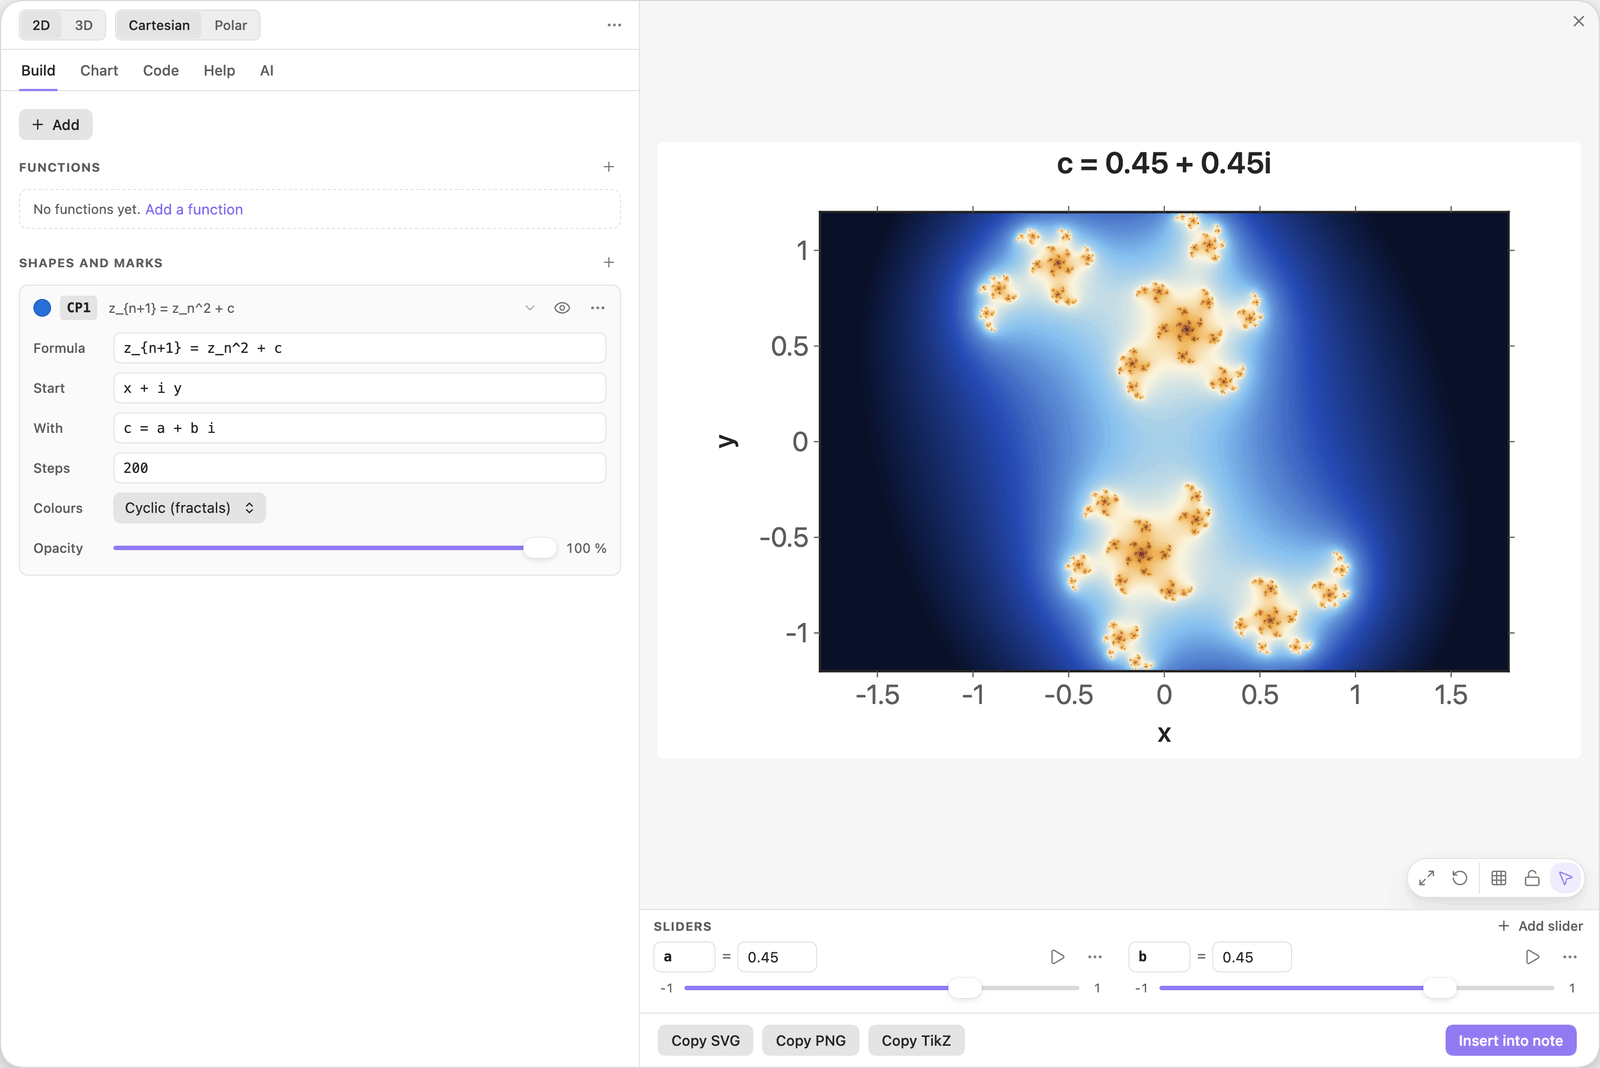 2D 3D Cartesian Polar
Build Chart Code Help AI
+ Add
FUNCTIONS
No functions yet. Add a function
SHAPES AND MARKS
CP1 z_{n+1} = z_n^2 + c
Formula z_{n+1} = z_n^2 + c
Start x + i y
With c = a + b i
Steps 200
Colours Cyclic (fractals)
Opacity 100 %
c = 0.45 + 0.45i
1
0.5
y
0
-0.5
-1
-1.5 -1 -0.5 0 0.5 1 1.5
x
SLIDERS + Add slider
a = 0.45 b = 0.45
-1 1 -1 1
Copy SVG Copy PNG Copy TikZ Insert into note